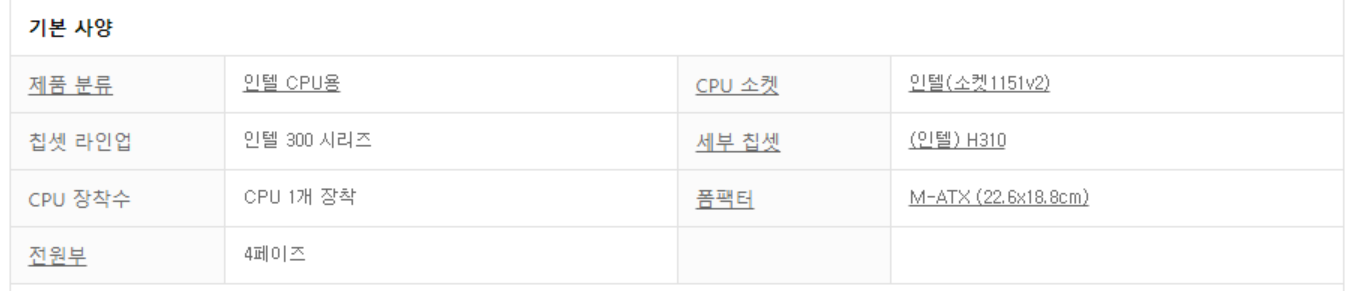 기본 사양
제품 분류 인텔 CPU용 CPU 소켓 인텔(소켓1151v2)
칩셋 라인업 인텔 300 시리즈 세부 칩셋 (인텔) H310
CPU 장착수 CPU 1개 장착 폼팩터 M-ATX (22.6x18.8cm)
전원부 4페이즈